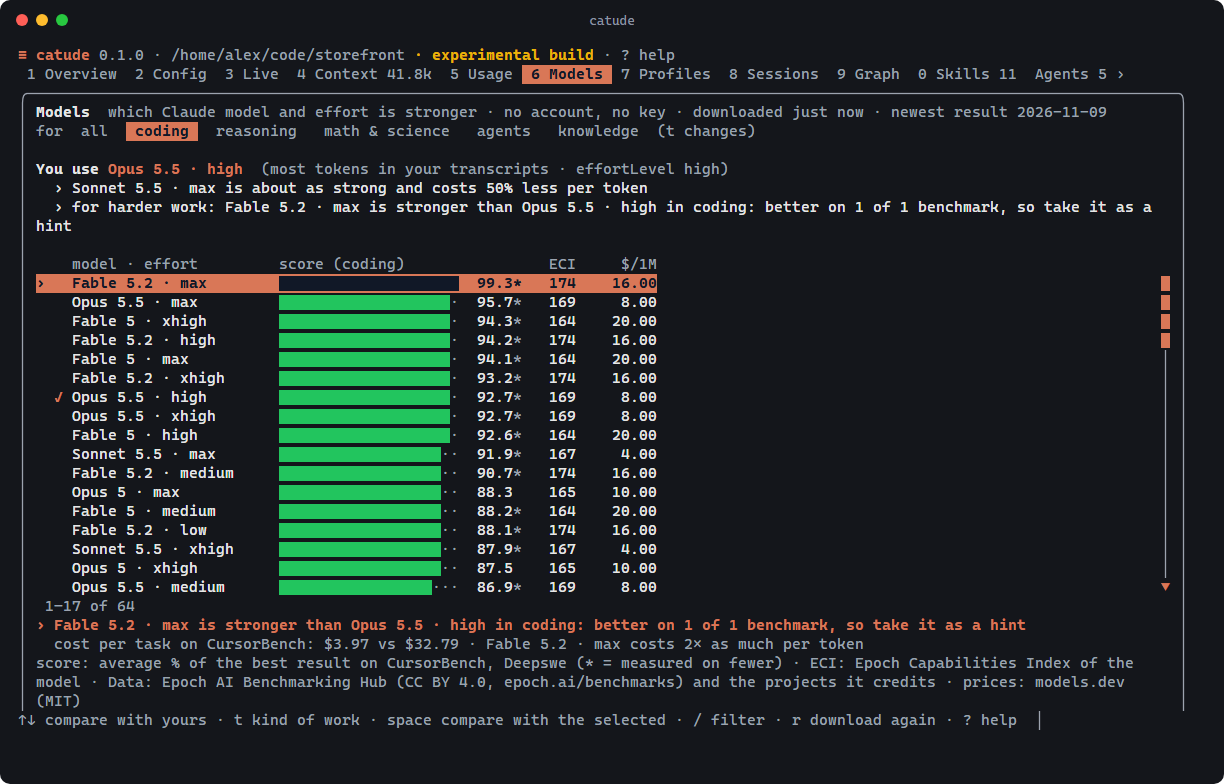 catude
≡ catude 0.1.0 · /home/alex/code/storefront · experimental build · ? help
1 Overview 2 Config 3 Live 4 Context 41.8k 5 Usage 6 Models 7 Profiles 8 Sessions 9 Graph 0 Skills 11 Agents 5 ›
Models which Claude model and effort is stronger · no account, no key · downloaded just now · newest result 2026-11-09
for all coding reasoning math & science agents knowledge (t changes)
You use Opus 5.5 · high (most tokens in your transcripts · effortLevel high)
› Sonnet 5.5 · max is about as strong and costs 50% less per token
› for harder work: Fable 5.2 · max is stronger than Opus 5.5 · high in coding: better on 1 of 1 benchmark, so take it as a
hint
model · effort score (coding) ECI $/1M
› Fable 5.2 · max 99.3* 174 16.00
Opus 5.5 · max · 95.7* 169 8.00
Fable 5 · xhigh · 94.3* 164 20.00
Fable 5.2 · high · 94.2* 174 16.00
Fable 5 · max · 94.1* 164 20.00
Fable 5.2 · xhigh · 93.2* 174 16.00
✓ Opus 5.5 · high · 92.7* 169 8.00
Opus 5.5 · xhigh · 92.7* 169 8.00
Fable 5 · high · 92.6* 164 20.00
Sonnet 5.5 · max ·· 91.9* 167 4.00
Fable 5.2 · medium ·· 90.7* 174 16.00
Opus 5 · max ·· 88.3 165 10.00
Fable 5 · medium ·· 88.2* 164 20.00
Fable 5.2 · low ·· 88.1* 174 16.00
Sonnet 5.5 · xhigh ·· 87.9* 167 4.00
Opus 5 · xhigh ·· 87.5 165 10.00
Opus 5.5 · medium ··· 86.9* 169 8.00
1–17 of 64
› Fable 5.2 · max is stronger than Opus 5.5 · high in coding: better on 1 of 1 benchmark, so take it as a hint
cost per task on CursorBench: $3.97 vs $32.79 · Fable 5.2 · max costs 2× as much per token
score: average % of the best result on CursorBench, Deepswe (* = measured on fewer) · ECI: Epoch Capabilities Index of the
model · Data: Epoch AI Benchmarking Hub (CC BY 4.0, epoch.ai/benchmarks) and the projects it credits · prices: models.dev
(MIT)
↑↓ compare with yours · t kind of work · space compare with the selected · / filter · r download again · ? help